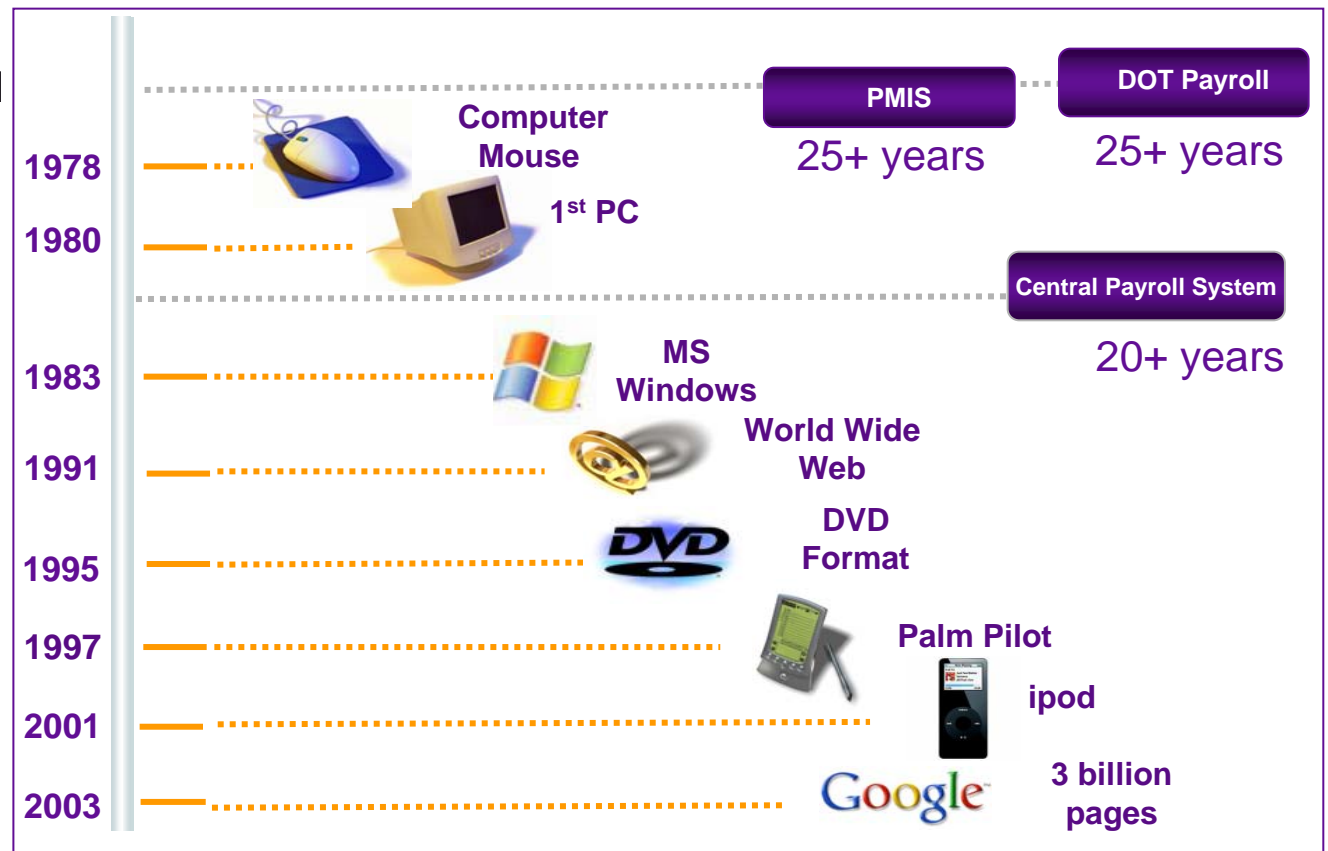 PMIS
DOT Payroll
25+ years
25+ years
1978
Computer
Mouse
1980
1st PC
Central Payroll System
20+ years
1983
MS
Windows
1991
World Wide
Web
1995
DVD
DVD
Format
1997
Palm Pilot
2001
ipod
2003
Google
3 billion
pages